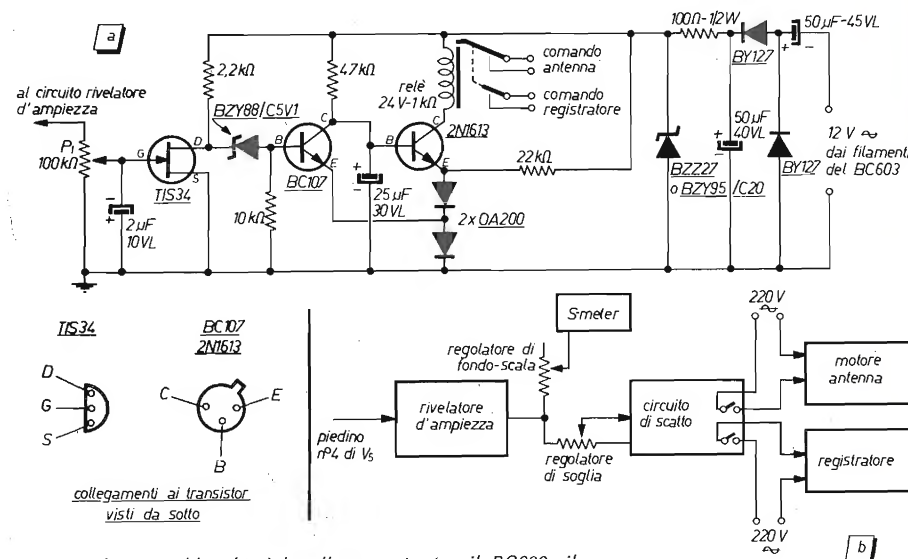 a
al circuito rivelatore
d'ampiezza
P1
100kΩ
G
D
S
TIS34
+
-
2µF
10VL
2,2kΩ
BZY88/C5V1
10kΩ
B
C
E
BC107
4,7kΩ
+
-
25µF
30VL
relè
24V-1kΩ
B
C
E
2N1613
2x OA200
22kΩ
comando
antenna
comando
registratore
100Ω-1/2W
BY127
50µF-45VL
+
-
BZZ27
o BZY95/C20
+
-
50µF
40VL
BY127
12 V ~
dai filamenti
del BC603
TIS34
D
G
S
BC107
2N1613
C
E
B
collegamenti ai transistor
visti da sotto
piedino
n°4 di V5
rivelatore
d'ampiezza
regolatore di
fondo-scala
S-meter
regolatore
di soglia
circuito
di scatto
220 V
~
motore
antenna
registratore
~
220 V
b